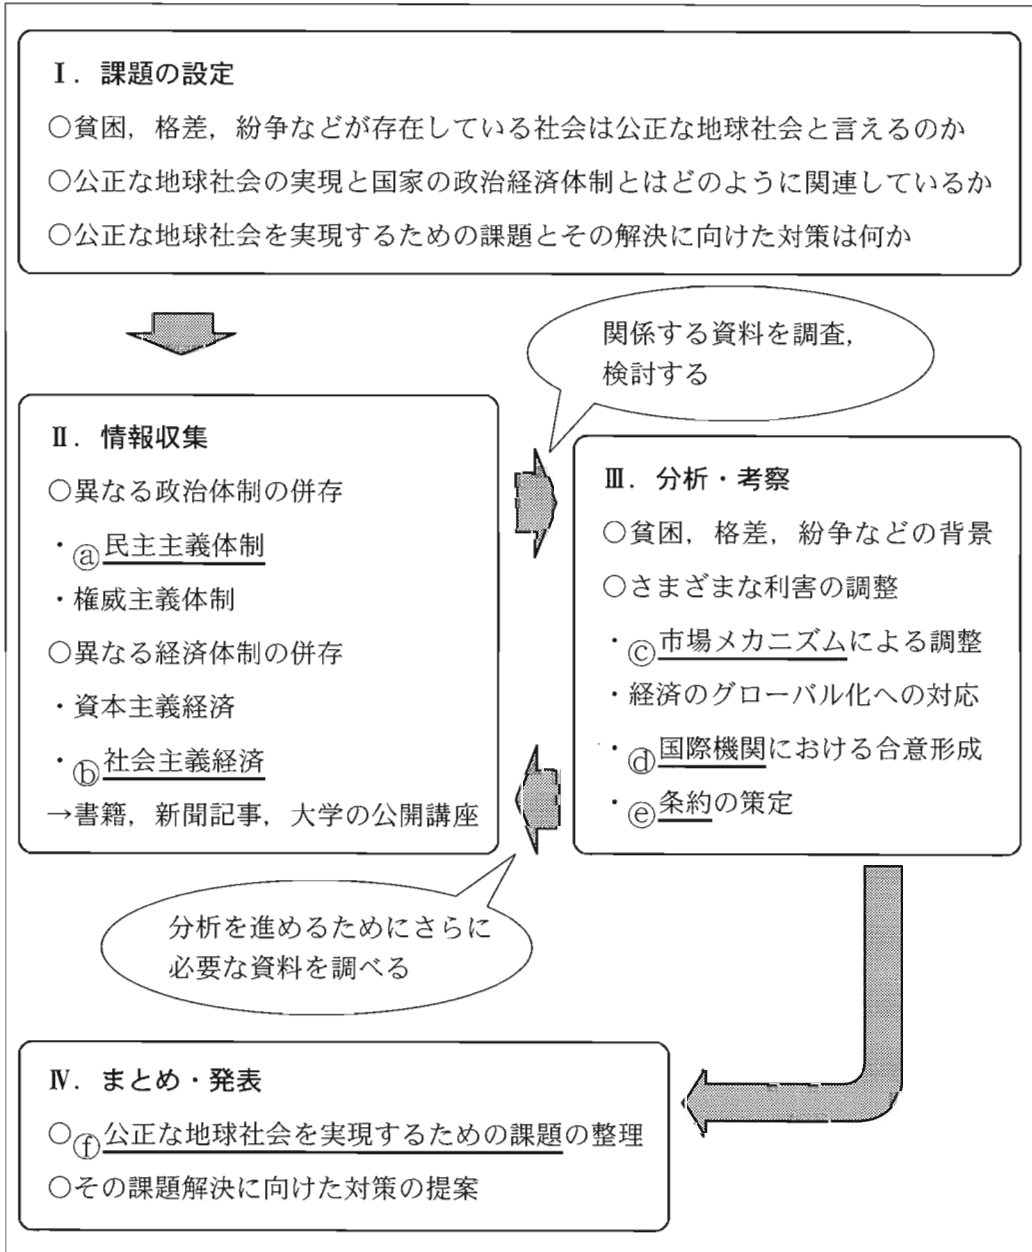 Ⅰ．課題の設定
○貧困，格差，紛争などが存在している社会は公正な地球社会と言えるのか
○公正な地球社会の実現と国家の政治経済体制とはどのように関連しているか
○公正な地球社会を実現するための課題とその解決に向けた対策は何か
関係する資料を調査，
検討する
Ⅱ．情報収集
○異なる政治体制の併存
・ⓐ民主主義体制
・権威主義体制
○異なる経済体制の併存
・資本主義経済
・ⓑ社会主義経済
→書籍，新聞記事，大学の公開講座
Ⅲ．分析・考察
○貧困，格差，紛争などの背景
○さまざまな利害の調整
・ⓒ市場メカニズムによる調整
・経済のグローバル化への対応
・ⓓ国際機関における合意形成
・ⓔ条約の策定
分析を進めるためにさらに
必要な資料を調べる
Ⅳ．まとめ・発表
○ⓕ公正な地球社会を実現するための課題の整理
○その課題解決に向けた対策の提案